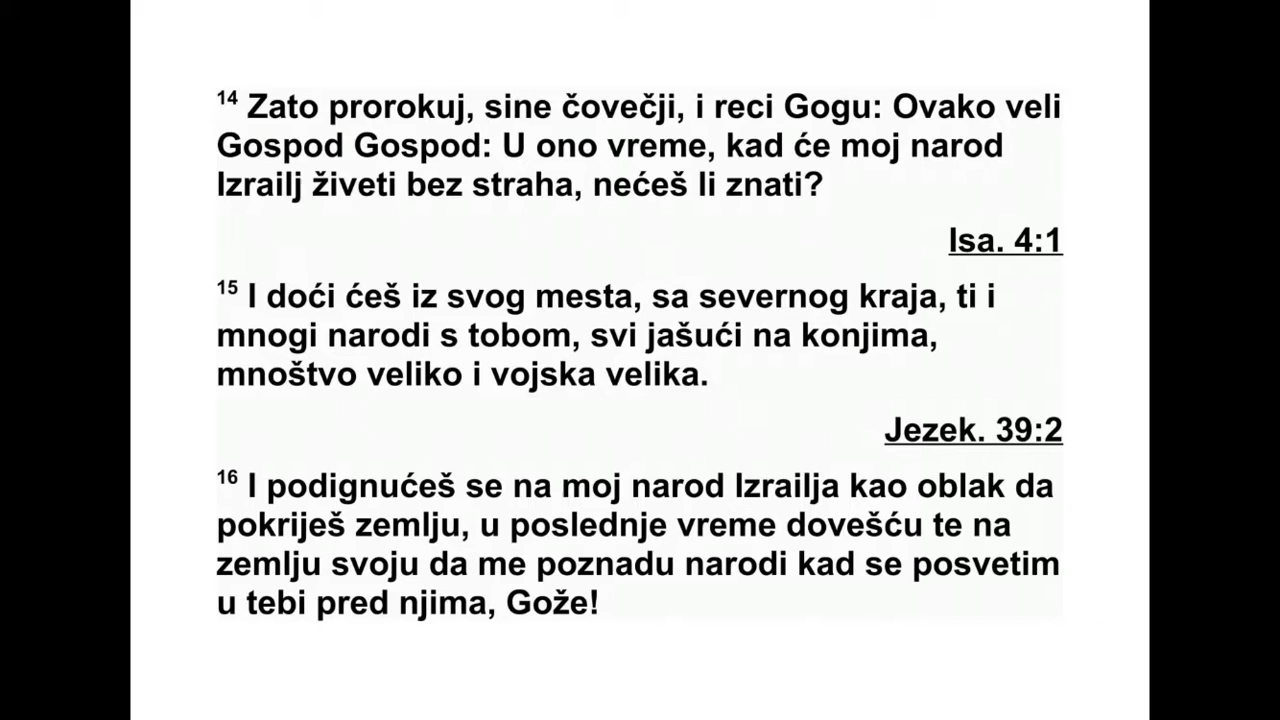 14 Zato prorokuj, sine čovečji, i reci Gogu: Ovako veli
Gospod Gospod: U ono vreme, kad će moj narod
Izrailj živeti bez straha, nećeš li znati?
Isa. 4:1
15 I doći ćeš iz svog mesta, sa severnog kraja, ti i
mnogi narodi s tobom, svi jašući na konjima,
mnoštvo veliko i vojska velika.
Jezek. 39:2
16 I podignućeš se na moj narod Izrailja kao oblak da
pokriješ zemlju, u poslednje vreme dovešću te na
zemlju svoju da me poznadu narodi kad se posvetim
u tebi pred njima, Gože!